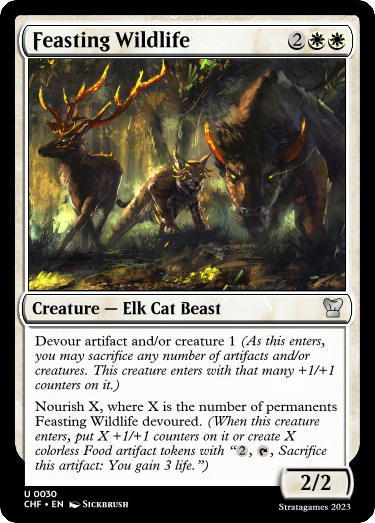 Feasting Wildlife 2
Creature — Elk Cat Beast
Devour artifact and/or creature 1 (As this enters,
you may sacrifice any number of artifacts and/or
creatures. This creature enters with that many +1/+1
counters on it.)
Nourish X, where X is the number of permanents
Feasting Wildlife devoured. (When this creature
enters, put X +1/+1 counters on it or create X
colorless Food artifact tokens with “2, , Sacrifice
this artifact: You gain 3 life.”)
2/2
U 0030
CHF • EN SICKBRUSH
Stratagames 2023